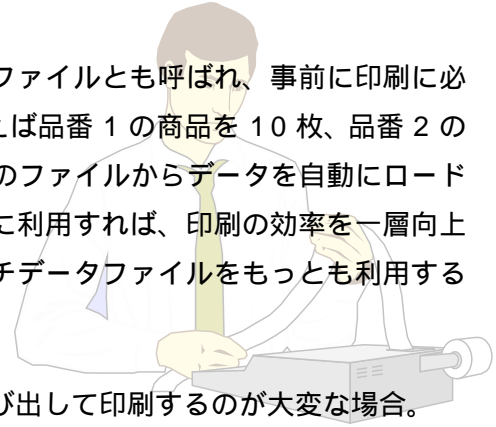 ファイルとも呼ばれ、事前に印刷に必
えば品番 1 の商品を 10 枚、品番 2 の
のファイルからデータを自動にロード
に利用すれば、印刷の効率を一層向上
チデータファイルをもっとも利用する
び出して印刷するのが大変な場合。